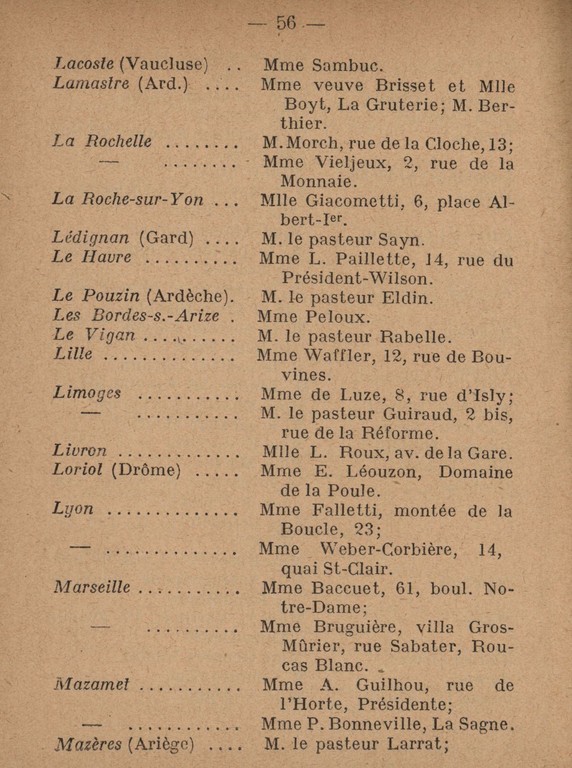 — 56 —
Lacoste (Vaucluse) .. Mme Sambuc.
Lamastre (Ard.) .... Mme veuve Brisset et Mlle
Boyt, La Gruterie; M. Ber-
thier.
La Rochelle ........ M. Morch, rue de la Cloche, 13;
— ........ Mme Vieljeux, 2, rue de la
Monnaie.
La Roche-sur-Yon ... Mlle Giacometti, 6, place Al-
bert-Ier.
Lédignan (Gard) .... M. le pasteur Sayn.
Le Havre .......... Mme L. Paillette, 14, rue du
Président-Wilson.
Le Pouzin (Ardèche). M. le pasteur Eldin.
Les Bordes-s.-Arize . Mme Peloux.
Le Vigan .......... M. le pasteur Rabelle.
Lille .............. Mme Waffler, 12, rue de Bou-
vines.
Limoges ........... Mme de Luze, 8, rue d'Isly;
— ........... M. le pasteur Guiraud, 2 bis,
rue de la Réforme.
Livron ............. Mlle L. Roux, av. de la Gare.
Loriol (Drôme) ..... Mme E. Léouzon, Domaine
de la Poule.
Lyon .............. Mme Falletti, montée de la
Boucle, 23;
— .............. Mme Weber-Corbière, 14,
quai St-Clair.
Marseille ........... Mme Baccuet, 61, boul. No-
tre-Dame;
— .......... Mme Bruguière, villa Gros-
Mûrier, rue Sabater, Rou-
cas Blanc.
Mazamet ........... Mme A. Guilhou, rue de
l'Horte, Présidente;
— ............ Mme P. Bonneville, La Sagne.
Mazères (Ariège) .... M. le pasteur Larrat;